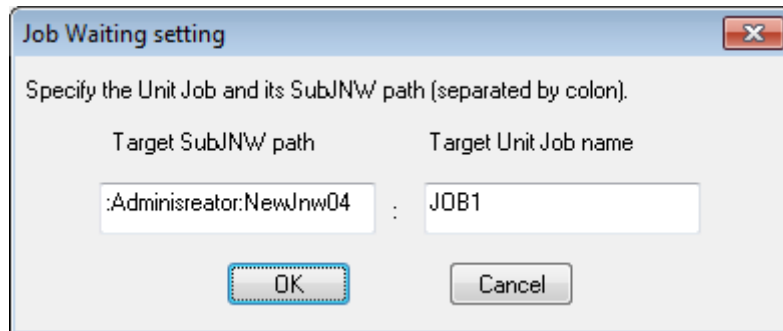 Job Waiting setting
Specify the Unit Job and its SubJNW path (separated by colon).
Target SubJNW path Target Unit Job name
:Adminisreator:NewJnw04 : JOB1
OK Cancel